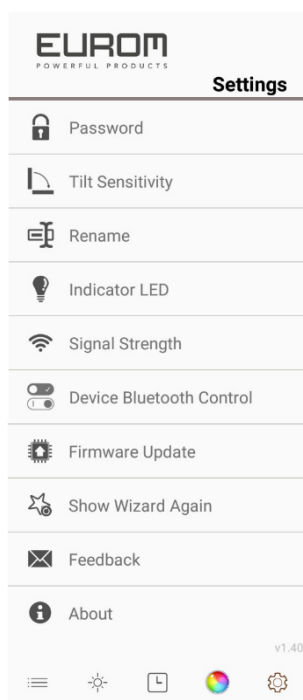 EUROM
POWERFUL PRODUCTS
Settings
Password
Tilt Sensitivity
Rename
Indicator LED
Signal Strength
Device Bluetooth Control
Firmware Update
Show Wizard Again
Feedback
About
v1.40